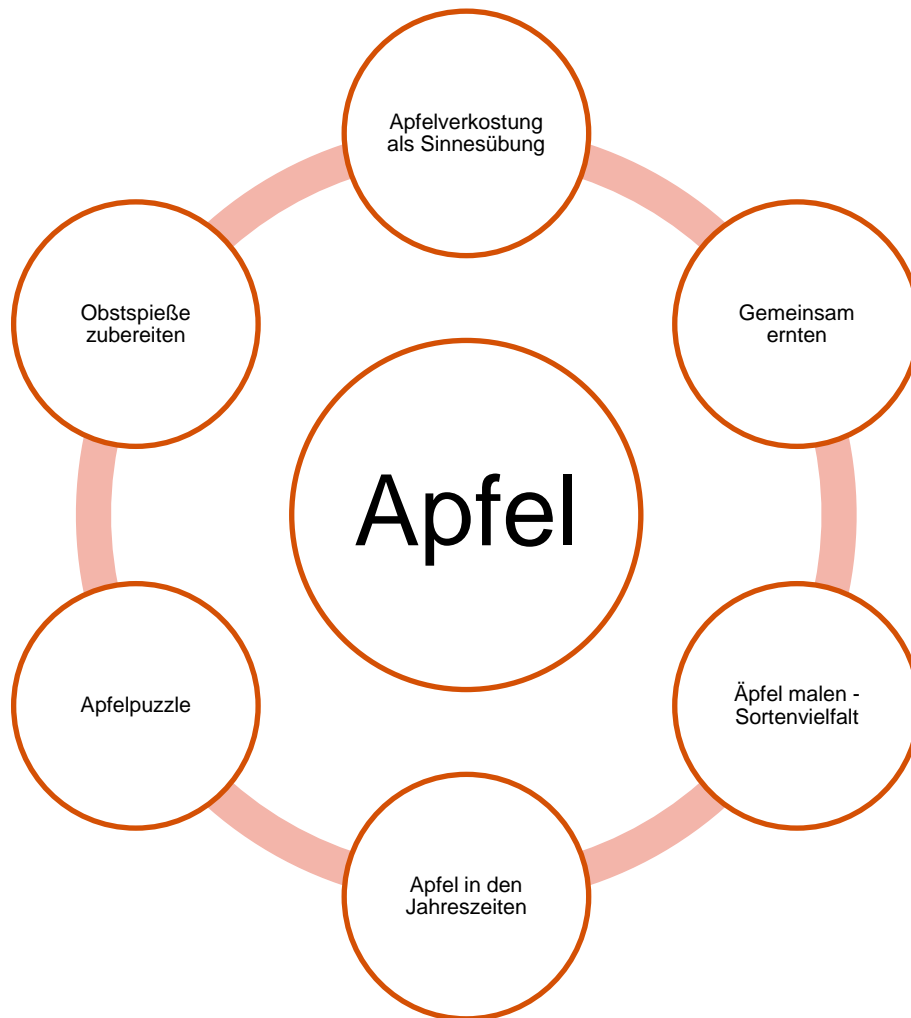 Apfelverkostung
als Sinnesübung
Gemeinsam
ernten
Äpfel malen -
Sortenvielfalt
Apfel in den
Jahreszeiten
Apfelpuzzle
Obstspieße
zubereiten
Apfel